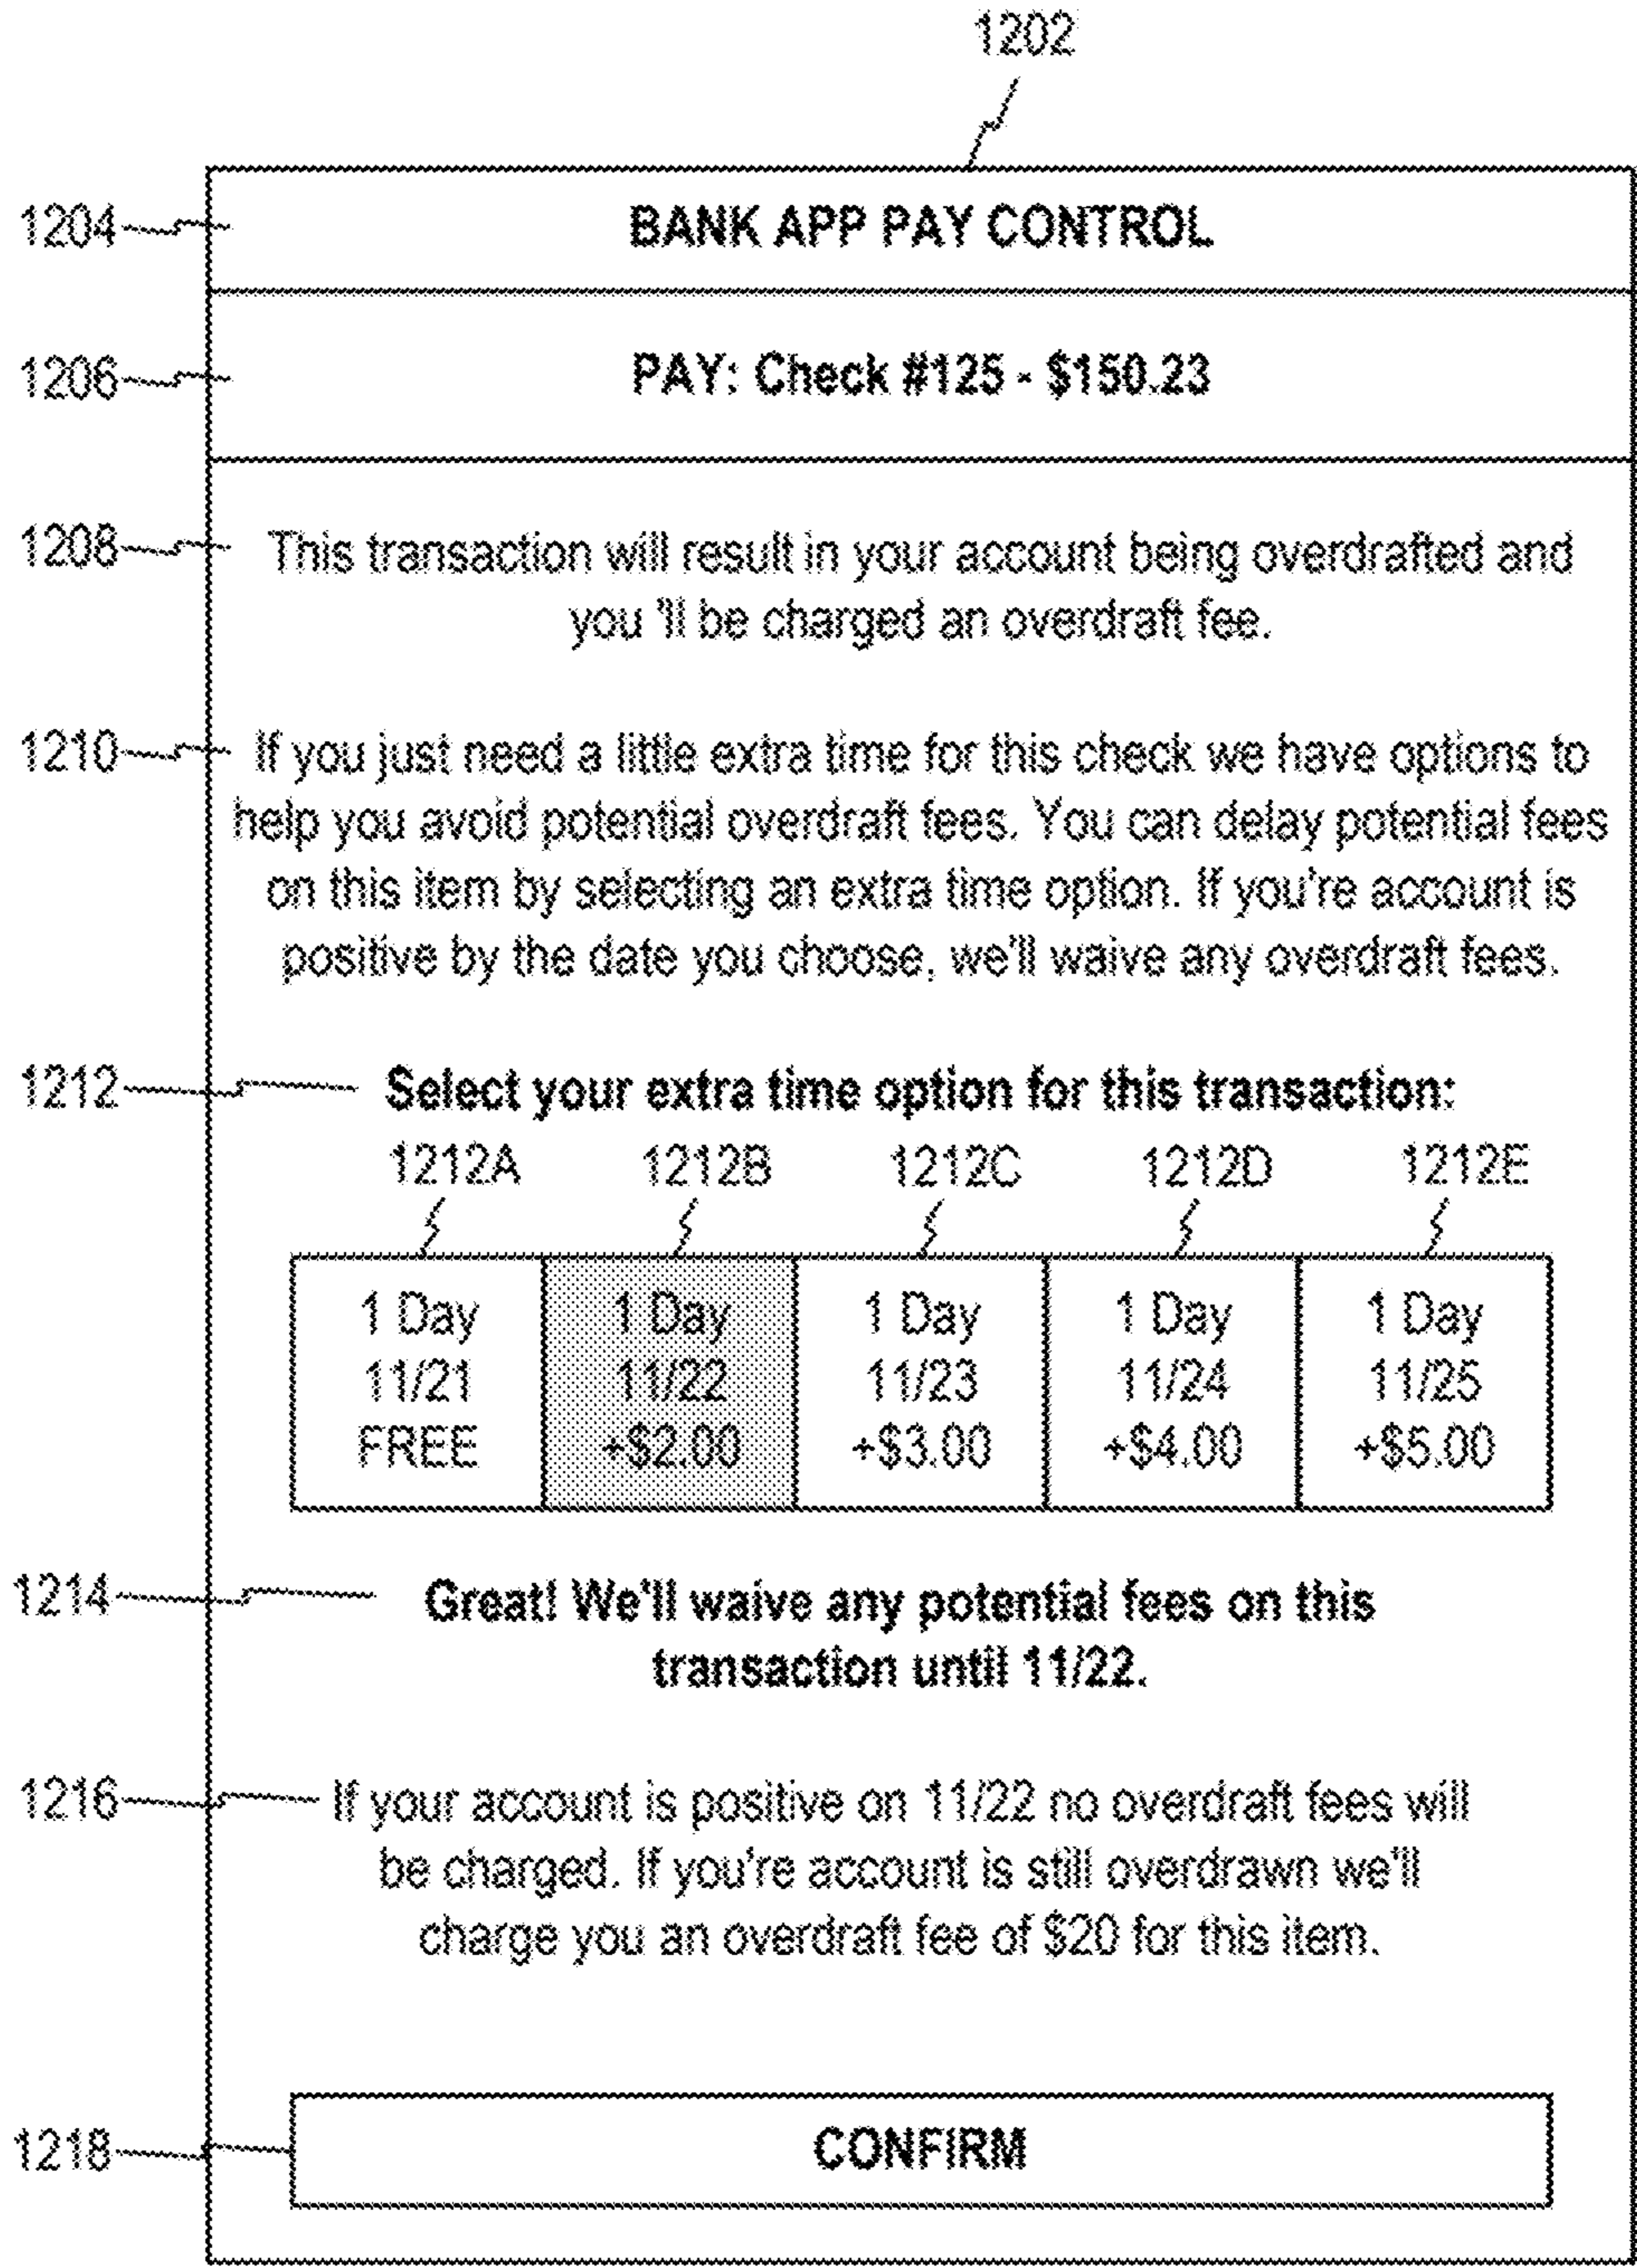 1202
1204
BANK APP PAY CONTROL
1206
PAY: Check #125 - $150.23
1208
This transaction will result in your account being overdrafted and
you 'll be charged an overdraft fee.
1210
If you just need a little extra time for this check we have options to
help you avoid potential overdraft fees. You can delay potential fees
on this item by selecting an extra time option. If you're account is
positive by the date you choose, we'll waive any overdraft fees.
1212
Select your extra time option for this transaction:
1212A 1212B 1212C 1212D 1212E
1 Day 1 Day 1 Day 1 Day 1 Day
11/21 11/22 11/23 11/24 11/25
FREE +$2.00 +$3.00 +$4.00 +$5.00
1214
Great! We'll waive any potential fees on this
transaction until 11/22.
1216
If your account is positive on 11/22 no overdraft fees will
be charged. If you're account is still overdrawn we'll
charge you an overdraft fee of $20 for this item.
1218
CONFIRM